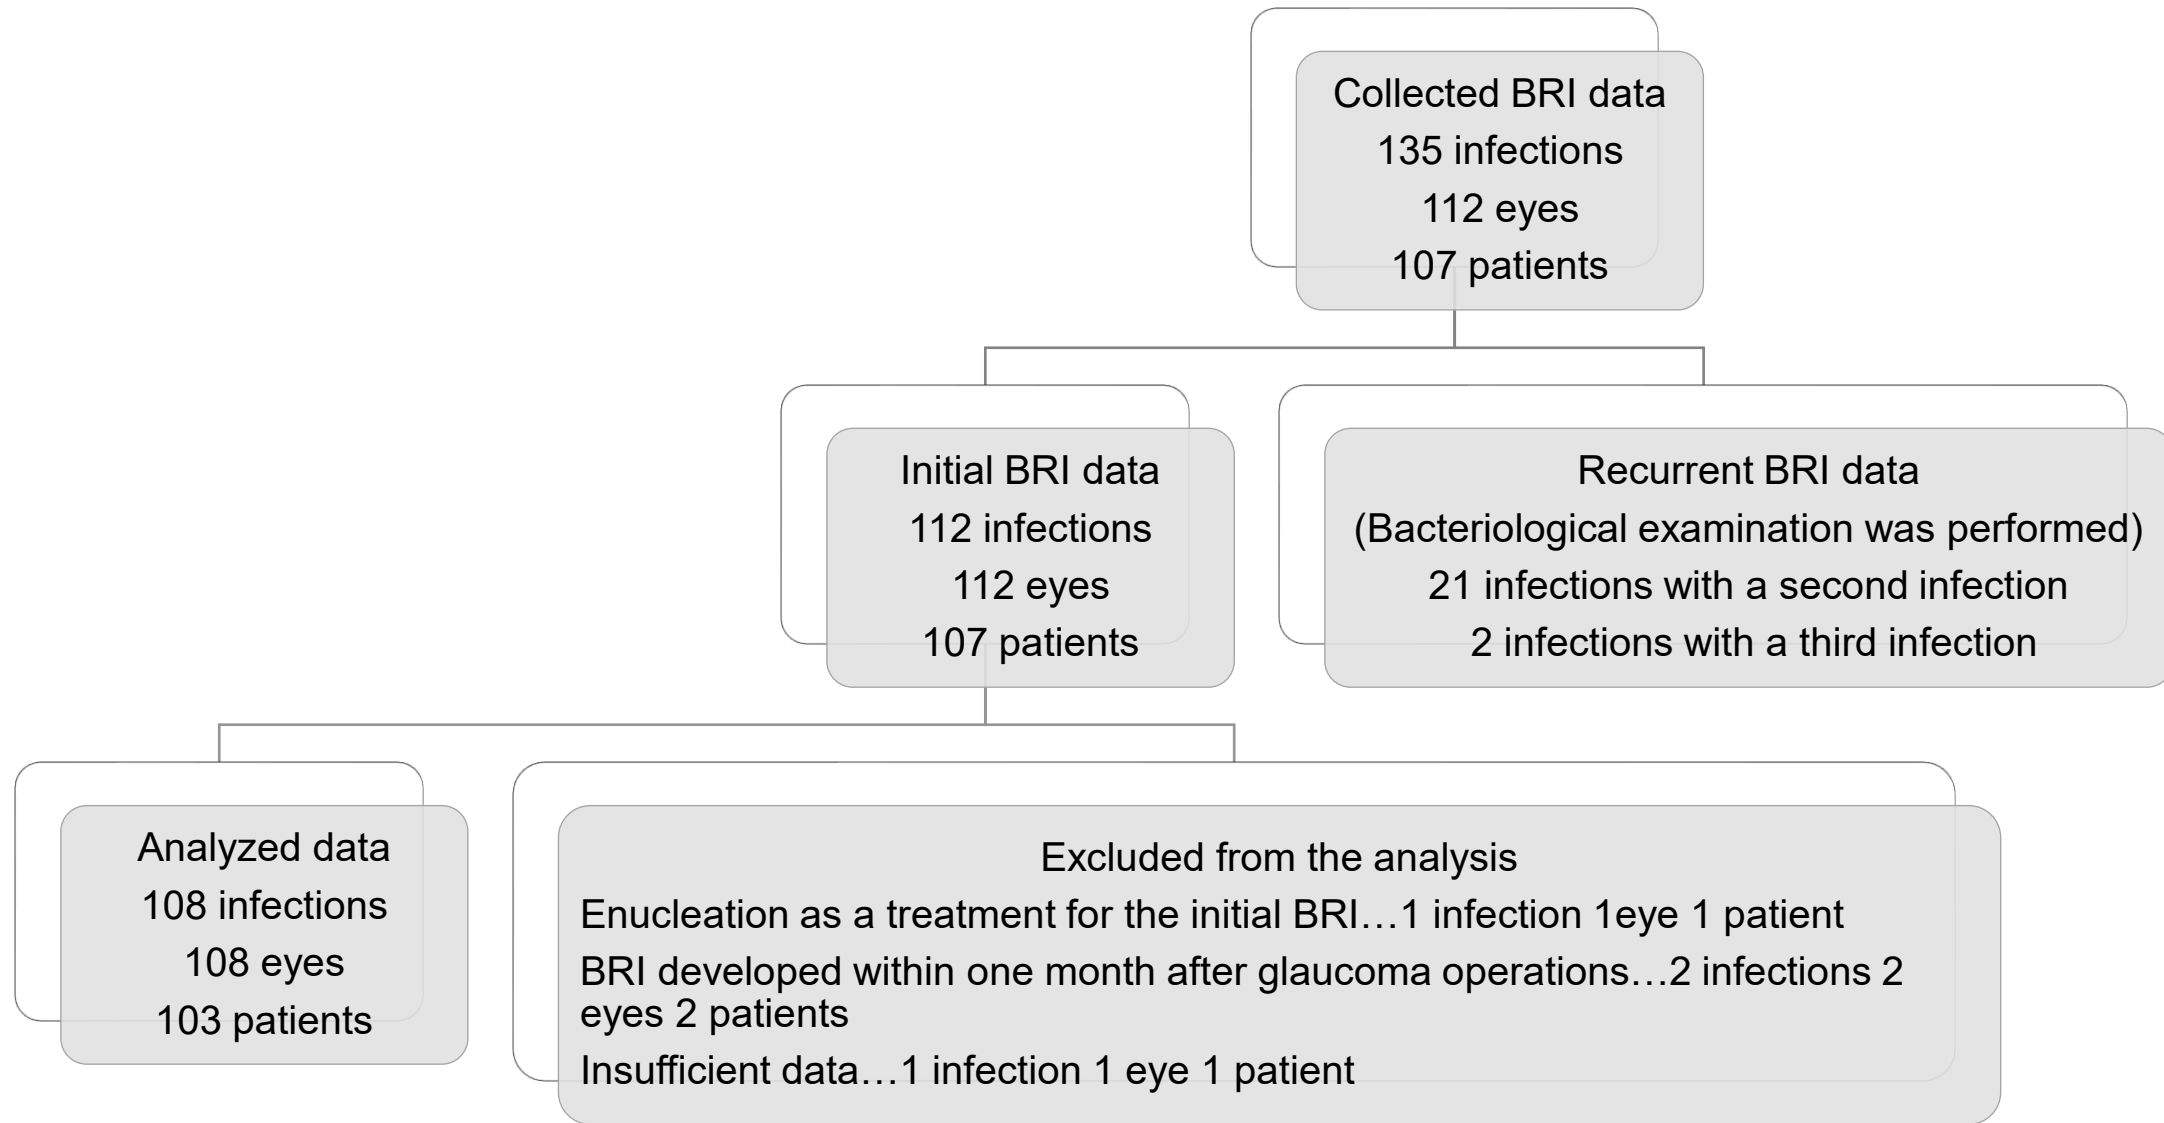 Collected BRI data
135 infections
112 eyes
107 patients
Initial BRI data
112 infections
112 eyes
107 patients
Recurrent BRI data
(Bacteriological examination was performed)
21 infections with a second infection
2 infections with a third infection
Analyzed data
108 infections
108 eyes
103 patients
Excluded from the analysis
Enucleation as a treatment for the initial BRI…1 infection 1eye 1 patient
BRI developed within one month after glaucoma operations…2 infections 2
eyes 2 patients
Insufficient data…1 infection 1 eye 1 patient